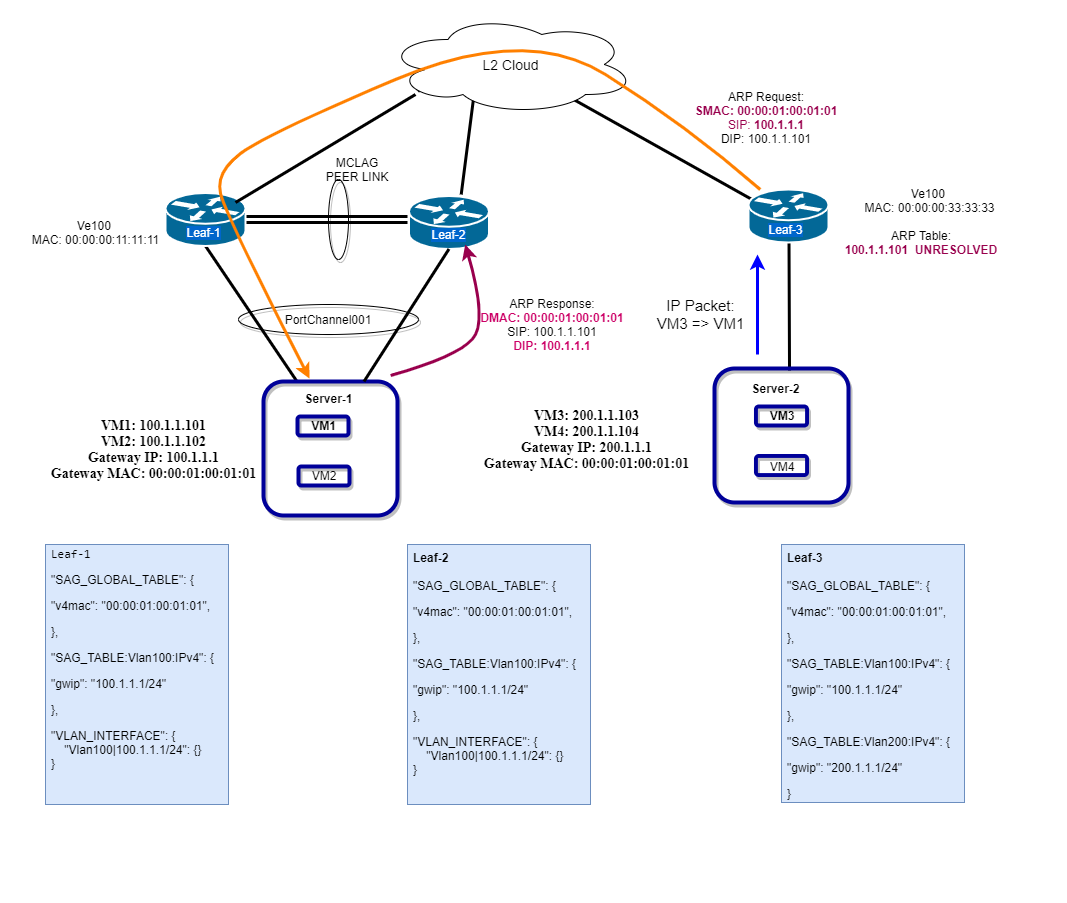 L2 Cloud
ARP Request:
SMAC: 00:00:01:00:01:01
SIP: 100.1.1.1
DIP: 100.1.1.101
MCLAG
PEER LINK
Ve100
MAC: 00:00:00:11:11:11
Leaf-1
Leaf-2
Leaf-3
Ve100
MAC: 00:00:00:33:33:33
ARP Table:
100.1.1.101 UNRESOLVED
PortChannel001
ARP Response:
DMAC: 00:00:01:00:01:01
SIP: 100.1.1.101
DIP: 100.1.1.1
IP Packet:
VM3 => VM1
Server-1
VM1
VM2
VM1: 100.1.1.101
VM2: 100.1.1.102
Gateway IP: 100.1.1.1
Gateway MAC: 00:00:01:00:01:01
VM3: 200.1.1.103
VM4: 200.1.1.104
Gateway IP: 200.1.1.1
Gateway MAC: 00:00:01:00:01:01
Server-2
VM3
VM4
Leaf-1
"SAG_GLOBAL_TABLE": {
"v4mac": "00:00:01:00:01:01",
},
"SAG_TABLE:Vlan100:IPv4": {
"gwip": "100.1.1.1/24"
},
"VLAN_INTERFACE": {
"Vlan100|100.1.1.1/24": {}
}
Leaf-2
"SAG_GLOBAL_TABLE": {
"v4mac": "00:00:01:00:01:01",
},
"SAG_TABLE:Vlan100:IPv4": {
"gwip": "100.1.1.1/24"
},
"VLAN_INTERFACE": {
"Vlan100|100.1.1.1/24": {}
}
Leaf-3
"SAG_GLOBAL_TABLE": {
"v4mac": "00:00:01:00:01:01",
},
"SAG_TABLE:Vlan100:IPv4": {
"gwip": "100.1.1.1/24"
},
"SAG_TABLE:Vlan200:IPv4": {
"gwip": "200.1.1.1/24"
}